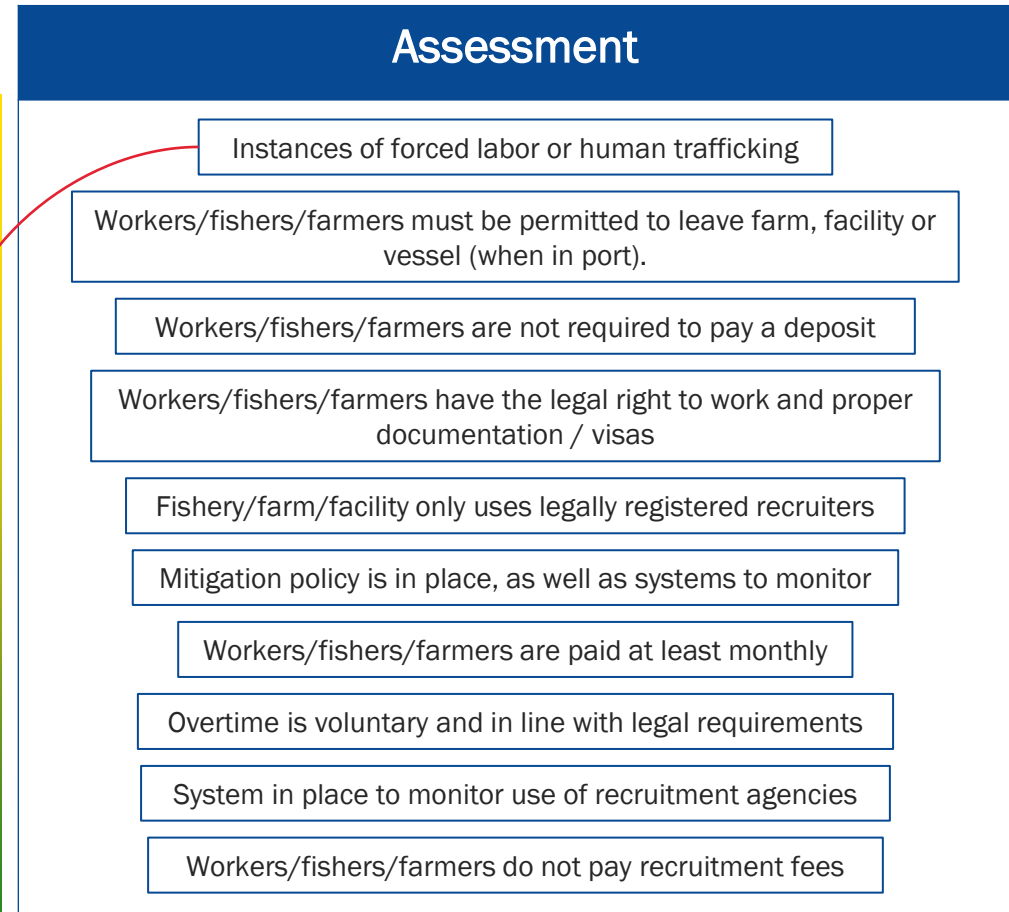 Assessment
Instances of forced labor or human trafficking
Workers/fishers/farmers must be permitted to leave farm, facility or
vessel (when in port).
Workers/fishers/farmers are not required to pay a deposit
Workers/fishers/farmers have the legal right to work and proper
documentation / visas
Fishery/farm/facility only uses legally registered recruiters
Mitigation policy is in place, as well as systems to monitor
Workers/fishers/farmers are paid at least monthly
Overtime is voluntary and in line with legal requirements
System in place to monitor use of recruitment agencies
Workers/fishers/farmers do not pay recruitment fees